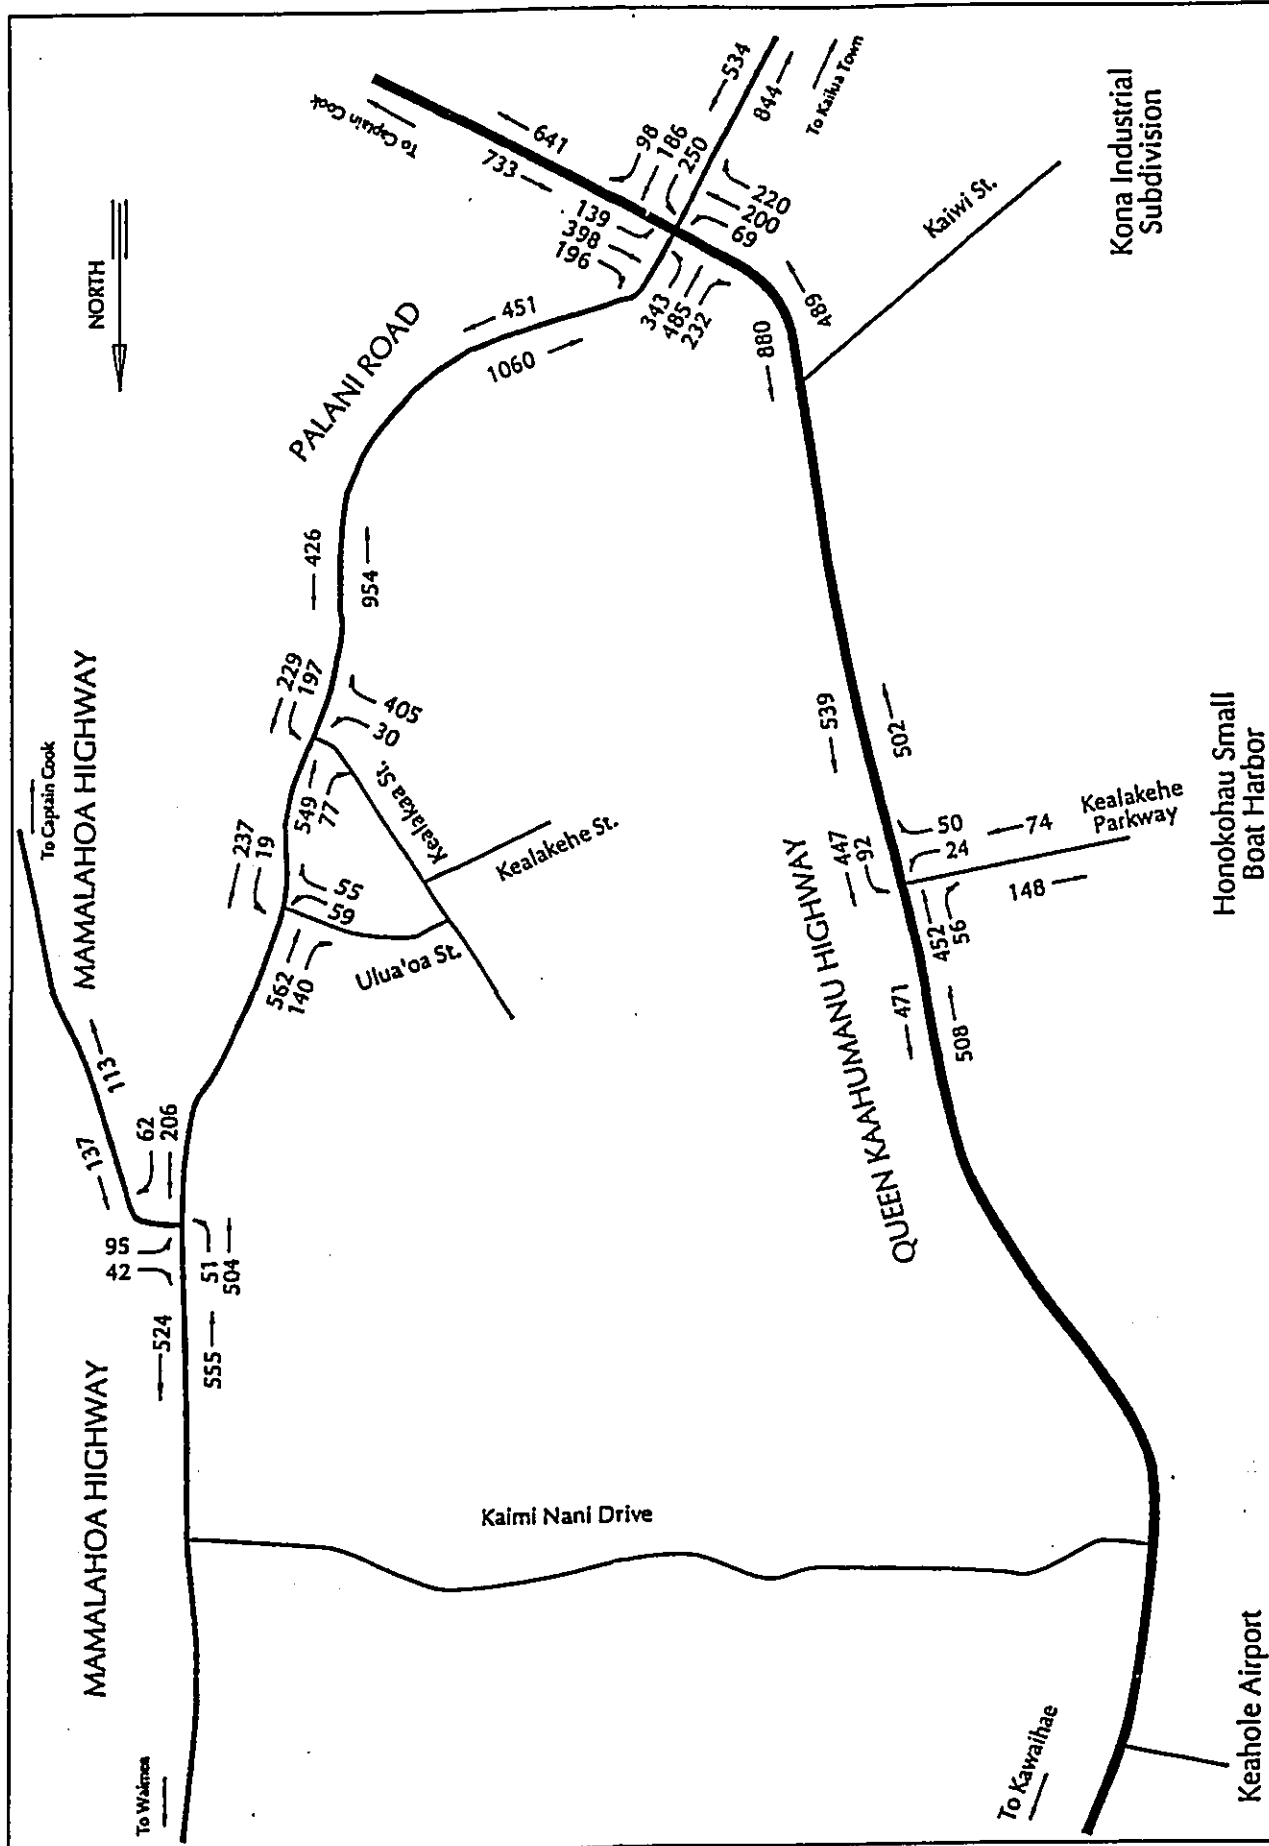 To Waimea
MAMALAHOA HIGHWAY
To Captain Cook
MAMALAHOA HIGHWAY
NORTH
137
113
95
42
62
206
524
555
51
504
237
19
562
140
55
59
Ulua'oa St.
229
197
549
77
405
30
Kealakaa St.
Kealakehe St.
426
954
PALANI ROAD
451
1060
To Captain Cook
641
733
139
398
196
98
186
250
534
844
To Kailua Town
343
485
232
220
200
69
880
489
Kaiwi St.
Kona Industrial
Subdivision
Kaimi Nani Drive
QUEEN KAAHUMANU HIGHWAY
539
502
447
92
50
24
74
148
Kealakehe
Parkway
452
56
471
508
Honokohau Small
Boat Harbor
To Kawaihae
Keahole Airport